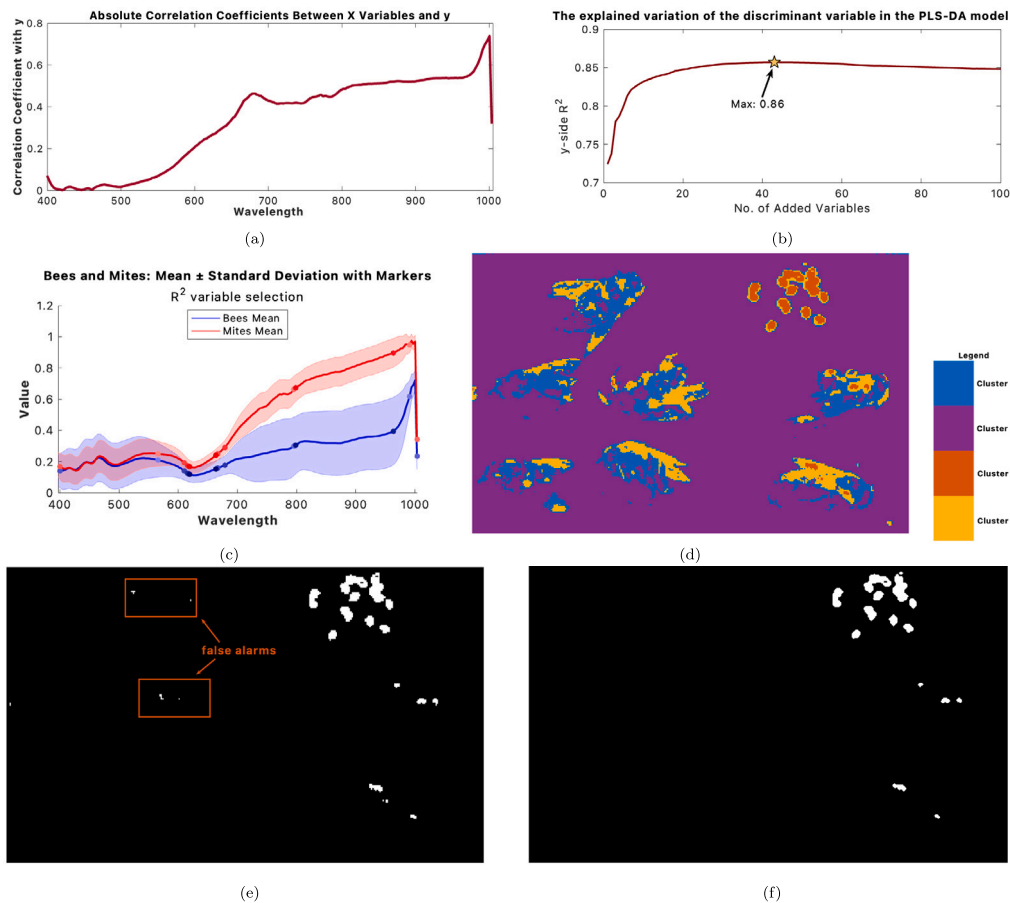 Absolute Correlation Coefficients Between X Variables and y
Correlation Coefficient with y
0.8
0.6
0.4
0.2
0
400
500
600
700
800
900
1000
Wavelength
(a)
The explained variation of the discriminant variable in the PLS-DA model
y-side R²
0.9
0.85
0.8
0.75
0.7
Max: 0.86
0
20
40
60
80
100
No. of Added Variables
(b)
Bees and Mites: Mean ± Standard Deviation with Markers
R² variable selection
Bees Mean
Mites Mean
Value
1.2
1
0.8
0.6
0.4
0.2
0
400
500
600
700
800
900
1000
Wavelength
(c)
Legend
Cluster
Cluster
Cluster
Cluster
(d)
false alarms
(e)
(f)